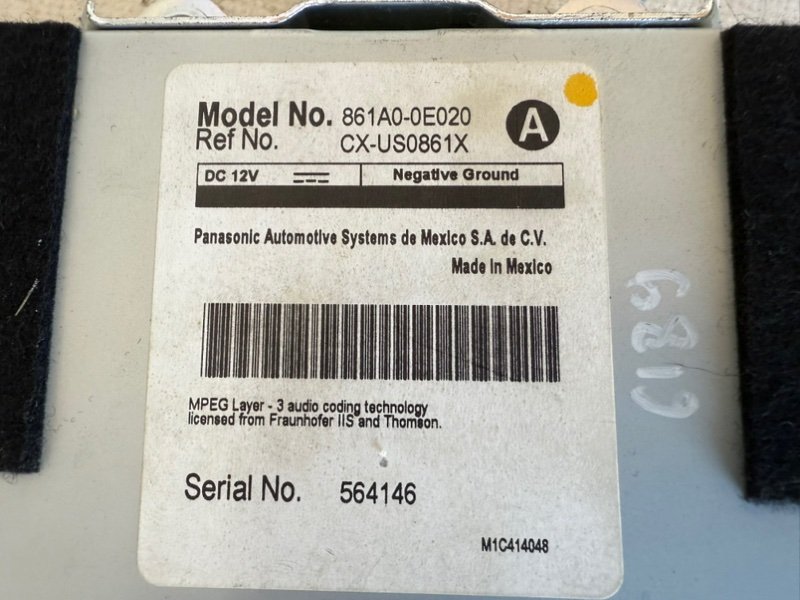 Model No. 861A0-0E020
A
Ref No. CX-US0861X
DC 12V
Negative Ground
Panasonic Automotive Systems de Mexico S.A. de C.V.
Made in Mexico
MPEG Layer - 3 audio coding technology
licensed from Fraunhofer IIS and Thomson.
Serial No. 564146
M1C414048